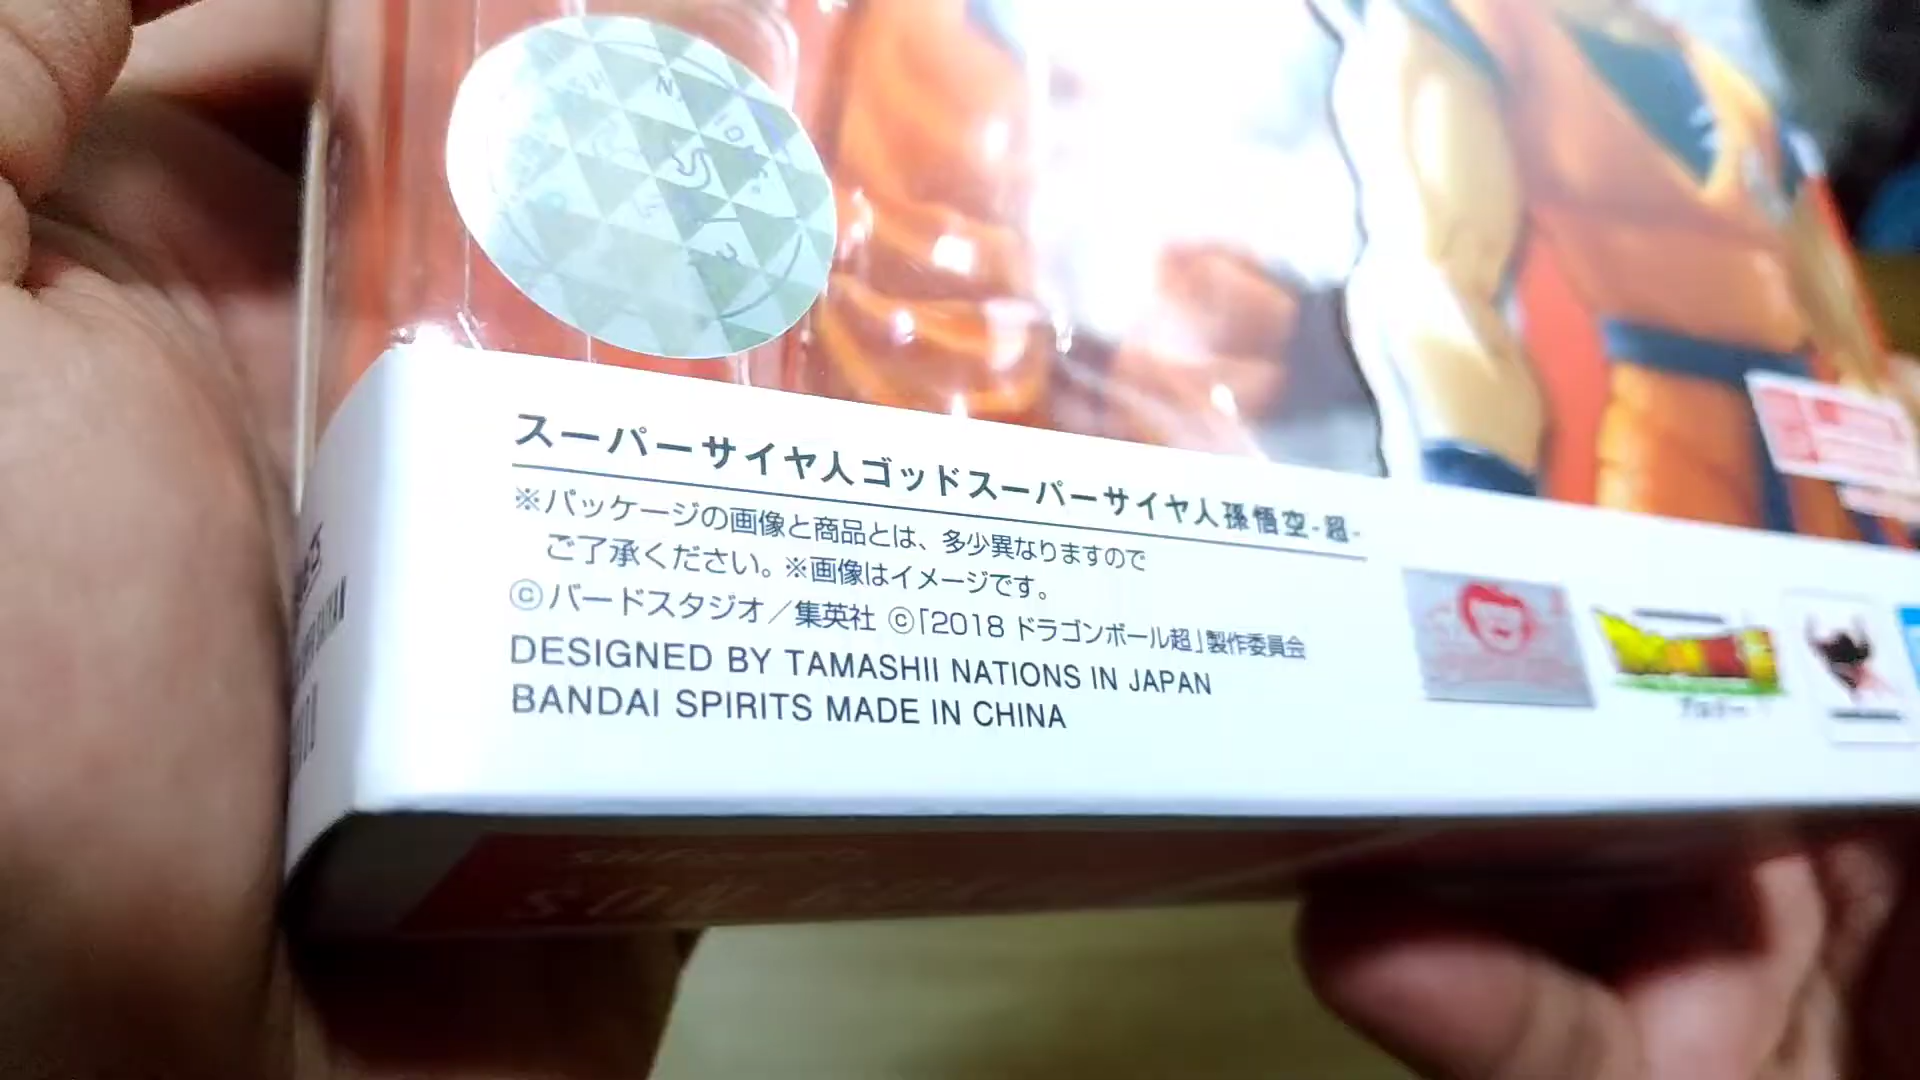 スーパーサイヤ人ゴッドスーパーサイヤ人孫悟空-超-
※パッケージの画像と商品とは、多少異なりますので
ご了承ください。※画像はイメージです。
©バードスタジオ／集英社 ©「2018 ドラゴンボール超」製作委員会
DESIGNED BY TAMASHII NATIONS IN JAPAN
BANDAI SPIRITS MADE IN CHINA